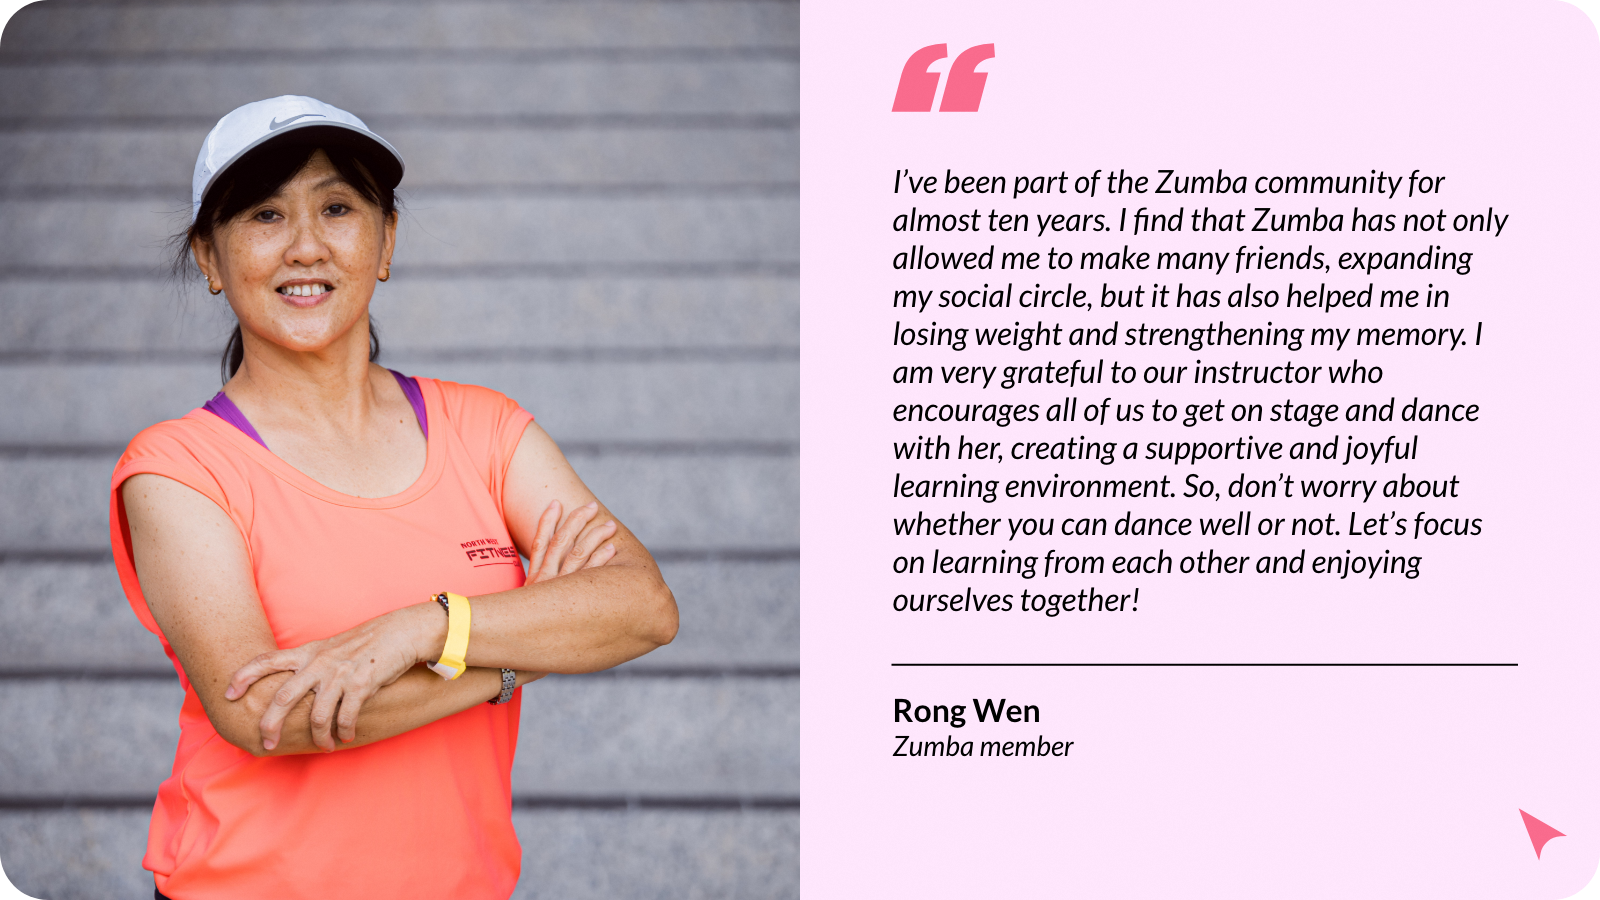 NORTH WEST
FITNES
“
I’ve been part of the Zumba community for
almost ten years. I find that Zumba has not only
allowed me to make many friends, expanding
my social circle, but it has also helped me in
losing weight and strengthening my memory. I
am very grateful to our instructor who
encourages all of us to get on stage and dance
with her, creating a supportive and joyful
learning environment. So, don’t worry about
whether you can dance well or not. Let’s focus
on learning from each other and enjoying
ourselves together!
Rong Wen
Zumba member